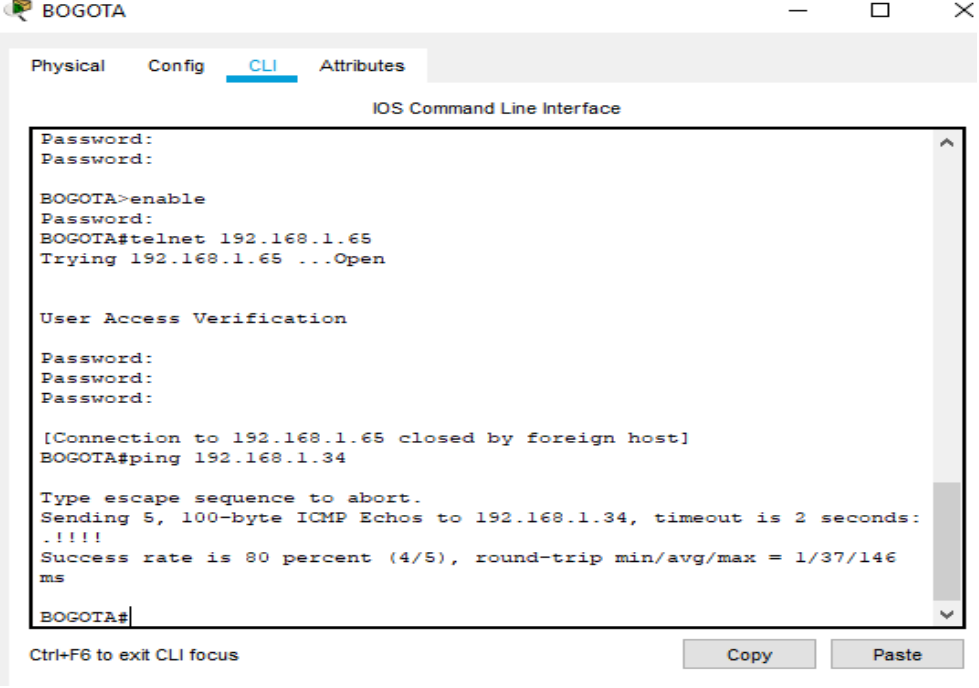 BOGOTA
Physical Config CLI Attributes
IOS Command Line Interface
Password:
Password:
BOGOTA>enable
Password:
BOGOTA#telnet 192.168.1.65
Trying 192.168.1.65 ...Open
User Access Verification
Password:
Password:
Password:
[Connection to 192.168.1.65 closed by foreign host]
BOGOTA#ping 192.168.1.34
Type escape sequence to abort.
Sending 5, 100-byte ICMP Echos to 192.168.1.34, timeout is 2 seconds:
.!!!!
Success rate is 80 percent (4/5), round-trip min/avg/max = 1/37/146
ms
BOGOTA#
Ctrl+F6 to exit CLI focus Copy Paste